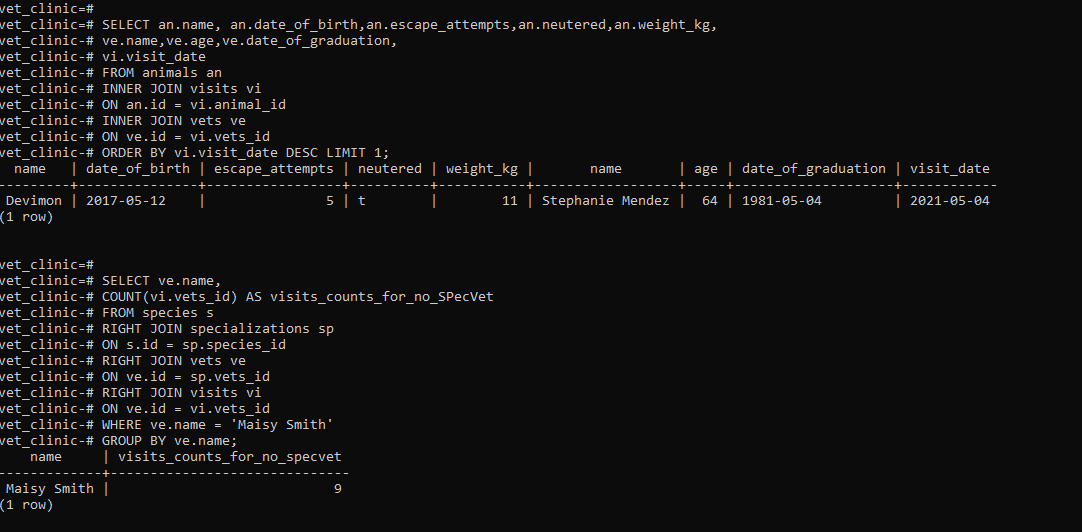 vet_clinic=#
vet_clinic=# SELECT an.name, an.date_of_birth,an.escape_attempts,an.neutered,an.weight_kg,
vet_clinic-# ve.name,ve.age,ve.date_of_graduation,
vet_clinic-# vi.visit_date
vet_clinic-# FROM animals an
vet_clinic-# INNER JOIN visits vi
vet_clinic-# ON an.id = vi.animal_id
vet_clinic-# INNER JOIN vets ve
vet_clinic-# ON ve.id = vi.vets_id
vet_clinic-# ORDER BY vi.visit_date DESC LIMIT 1;
  name   | date_of_birth | escape_attempts | neutered | weight_kg |      name       | age | date_of_graduation | visit_date
---------+---------------+-----------------+----------+-----------+-----------------+-----+--------------------+------------
 Devimon | 2017-05-12    |               5 | t        |        11 | Stephanie Mendez |  64 | 1981-05-04         | 2021-05-04
(1 row)
vet_clinic=#
vet_clinic=# SELECT ve.name,
vet_clinic-# COUNT(vi.vets_id) AS visits_counts_for_no_SPecVet
vet_clinic-# FROM species s
vet_clinic-# RIGHT JOIN specializations sp
vet_clinic-# ON s.id = sp.species_id
vet_clinic-# RIGHT JOIN vets ve
vet_clinic-# ON ve.id = sp.vets_id
vet_clinic-# RIGHT JOIN visits vi
vet_clinic-# ON ve.id = vi.vets_id
vet_clinic-# WHERE ve.name = 'Maisy Smith'
vet_clinic-# GROUP BY ve.name;
    name     | visits_counts_for_no_specvet
-------------+------------------------------
 Maisy Smith |                            9
(1 row)